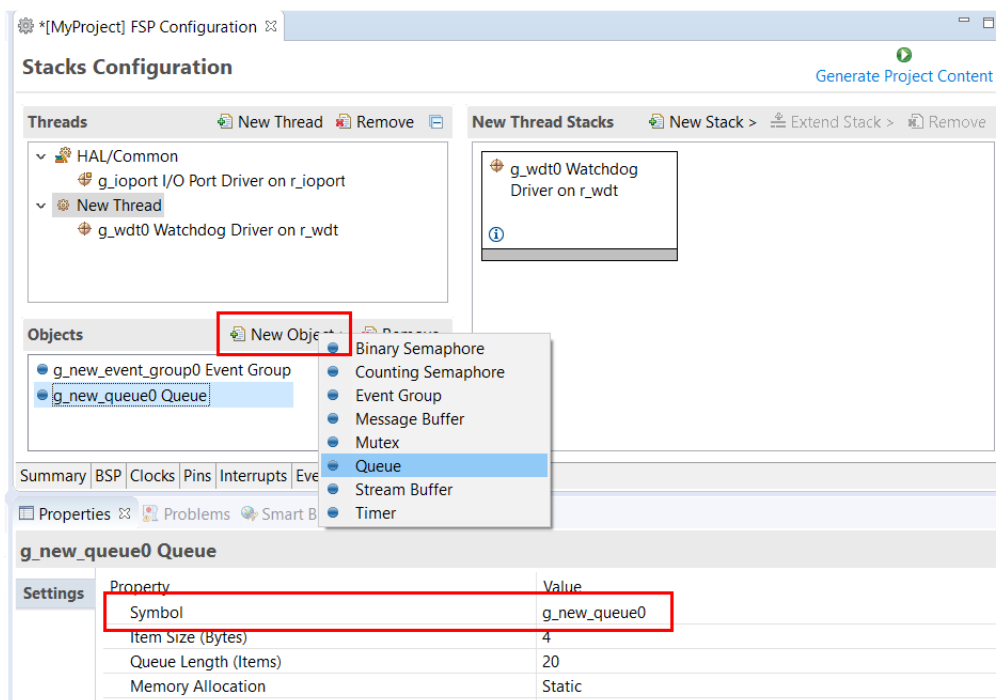 *[MyProject] FSP Configuration
Stacks Configuration
Generate Project Content
Threads
New Thread
Remove
New Thread Stacks
New Stack >
Extend Stack >
Remove
HAL/Common
g_ioport I/O Port Driver on r_ioport
New Thread
g_wdt0 Watchdog Driver on r_wdt
g_wdt0 Watchdog
Driver on r_wdt
Objects
New Object
g_new_event_group0 Event Group
g_new_queue0 Queue
Binary Semaphore
Counting Semaphore
Event Group
Message Buffer
Mutex
Queue
Stream Buffer
Timer
Summary BSP Clocks Pins Interrupts
Properties
Problems
Smart
g_new_queue0 Queue
Settings
Property Value
Symbol g_new_queue0
Item Size (Bytes) 4
Queue Length (Items) 20
Memory Allocation Static